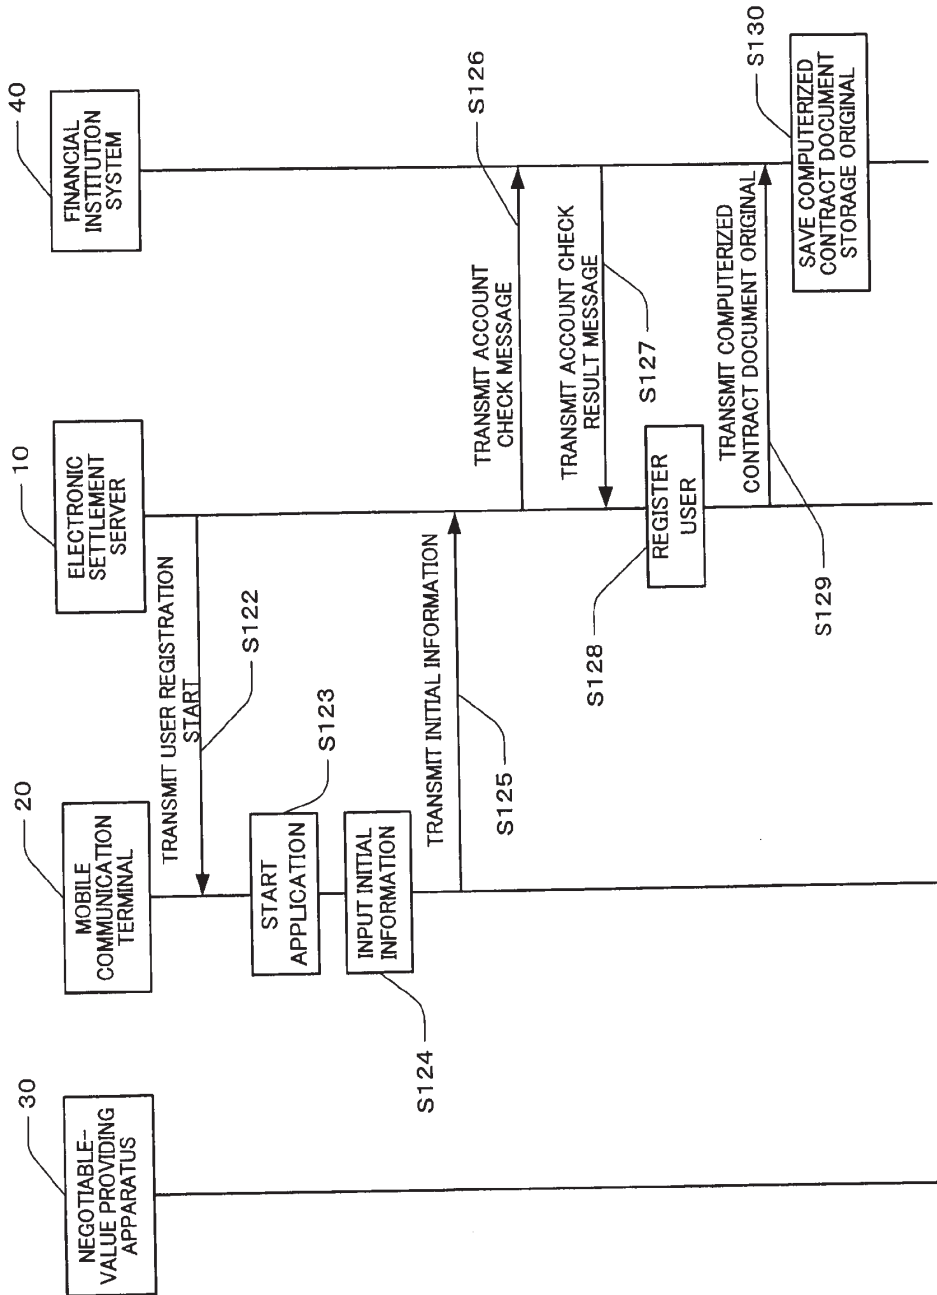 30
NEGOTIABLE-
VALUE PROVIDING
APPARATUS
20
MOBILE
COMMUNICATION
TERMINAL
10
ELECTRONIC
SETTLEMENT
SERVER
40
FINANCIAL
INSTITUTION
SYSTEM
TRANSMIT USER REGISTRATION
START
S122
START
APPLICATION
S123
INPUT INITIAL
INFORMATION
S124
TRANSMIT INITIAL INFORMATION
S125
TRANSMIT ACCOUNT
CHECK MESSAGE
S126
TRANSMIT ACCOUNT CHECK
RESULT MESSAGE
S127
REGISTER
USER
S128
TRANSMIT COMPUTERIZED
CONTRACT DOCUMENT ORIGINAL
S129
SAVE COMPUTERIZED
CONTRACT DOCUMENT
STORAGE ORIGINAL
S130